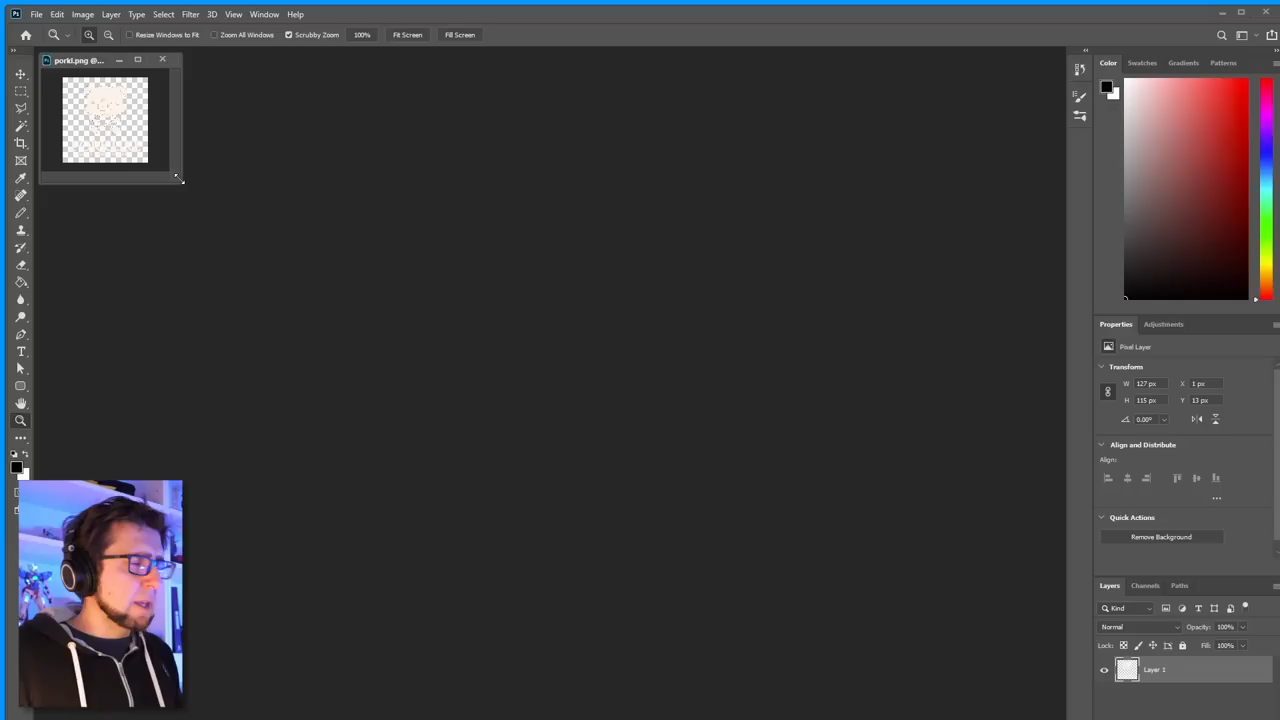 Ps File Edit Image Layer Type Select Filter 3D View Window Help
Resize Windows to Fit Zoom All Windows Scrubby Zoom 100% Fit Screen Fill Screen
Ps porkl.png @...
Color Swatches Gradients Patterns
Properties Adjustments
Pixel Layer
Transform
W 127 px X 1 px
H 115 px Y 13 px
0.00°
Align and Distribute
Align:
Quick Actions
Remove Background
Layers Channels Paths
Kind
Normal Opacity: 100%
Lock: Fill: 100%
Layer 1